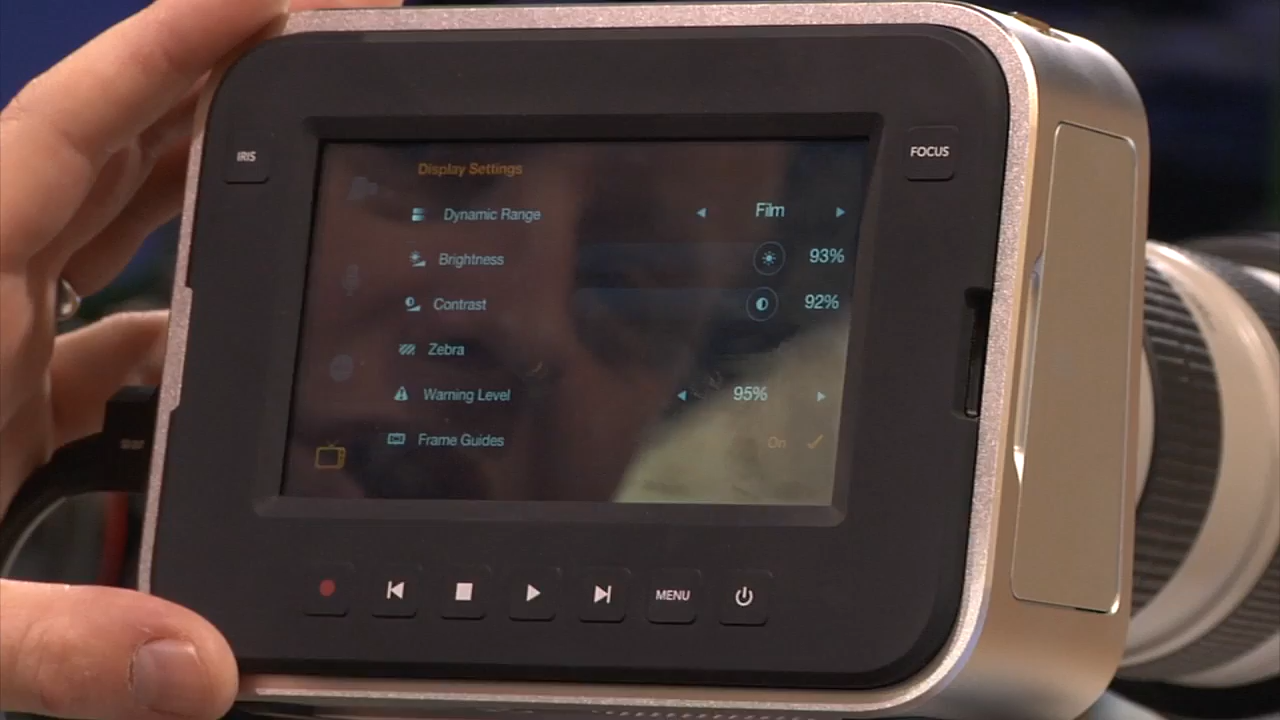 IRIS
FOCUS
Display Settings
Dynamic Range Film
Brightness 93%
Contrast 92%
Zebra
Warning Level 95%
Frame Guides On
MENU